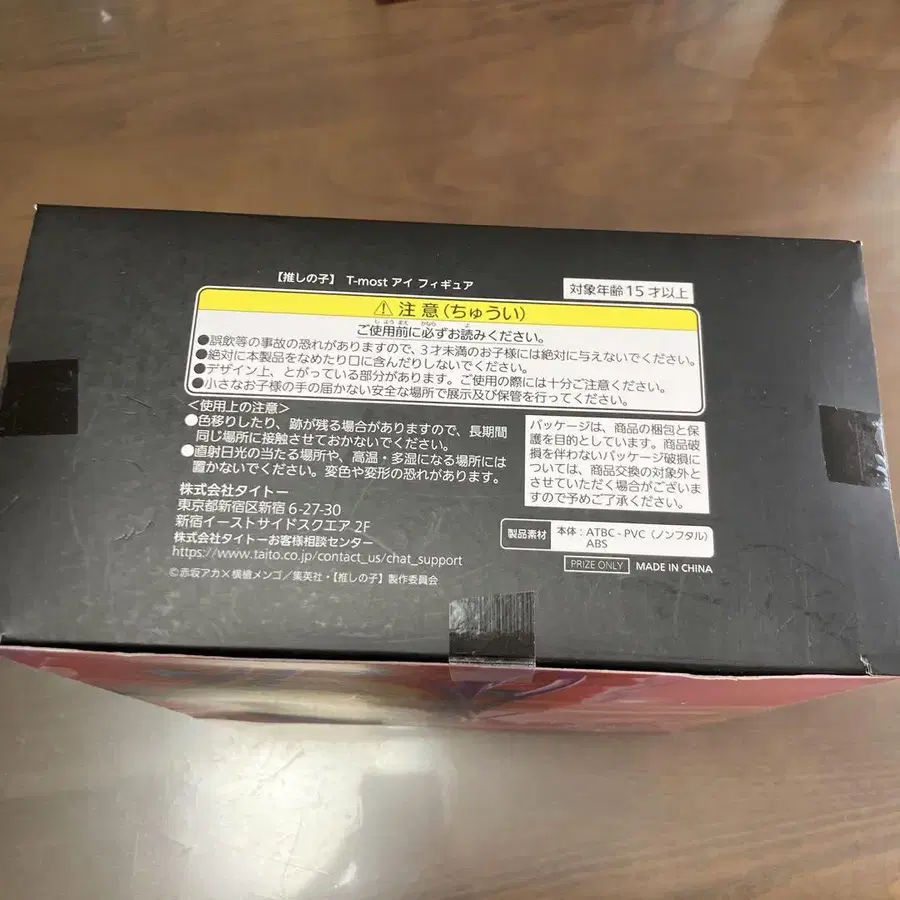 【推しの子】 T-most アイ フィギュア
対象年齢15才以上
⚠注意(ちゅうい)
ご使用前に必ずお読みください。
●誤飲等の事故の恐れがありますので、3才未満のお子様には絶対に与えないでください。
●絶対に本製品をなめたり口に含んだりしないでください。
●デザイン上、とがっている部分があります。ご使用の際には十分ご注意ください。
●小さなお子様の手の届かない安全な場所で展示及び保管を行ってください。
＜使用上の注意＞
●色移りしたり、跡が残る場合がありますので、長期間
同じ場所に接触させておかないでください。
●直射日光の当たる場所や、高温・多湿になる場所には
置かないでください。変色や変形の恐れがあります。
株式会社タイトー
東京都新宿区新宿 6-27-30
新宿イーストサイドスクエア 2F
株式会社タイトーお客様相談センター
https://www.taito.co.jp/contact_us/chat_support
©赤坂アカ×横槍メンゴ／集英社・【推しの子】製作委員会
パッケージは、商品の梱包と保
護を目的としています。商品破
損を伴わないパッケージ破損に
ついては、商品交換の対象外と
させていただく場合がございま
すので予めご了承ください。
製品素材
本体：ATBC-PVC（ノンフタル）
ABS
PRIZE ONLY
MADE IN CHINA